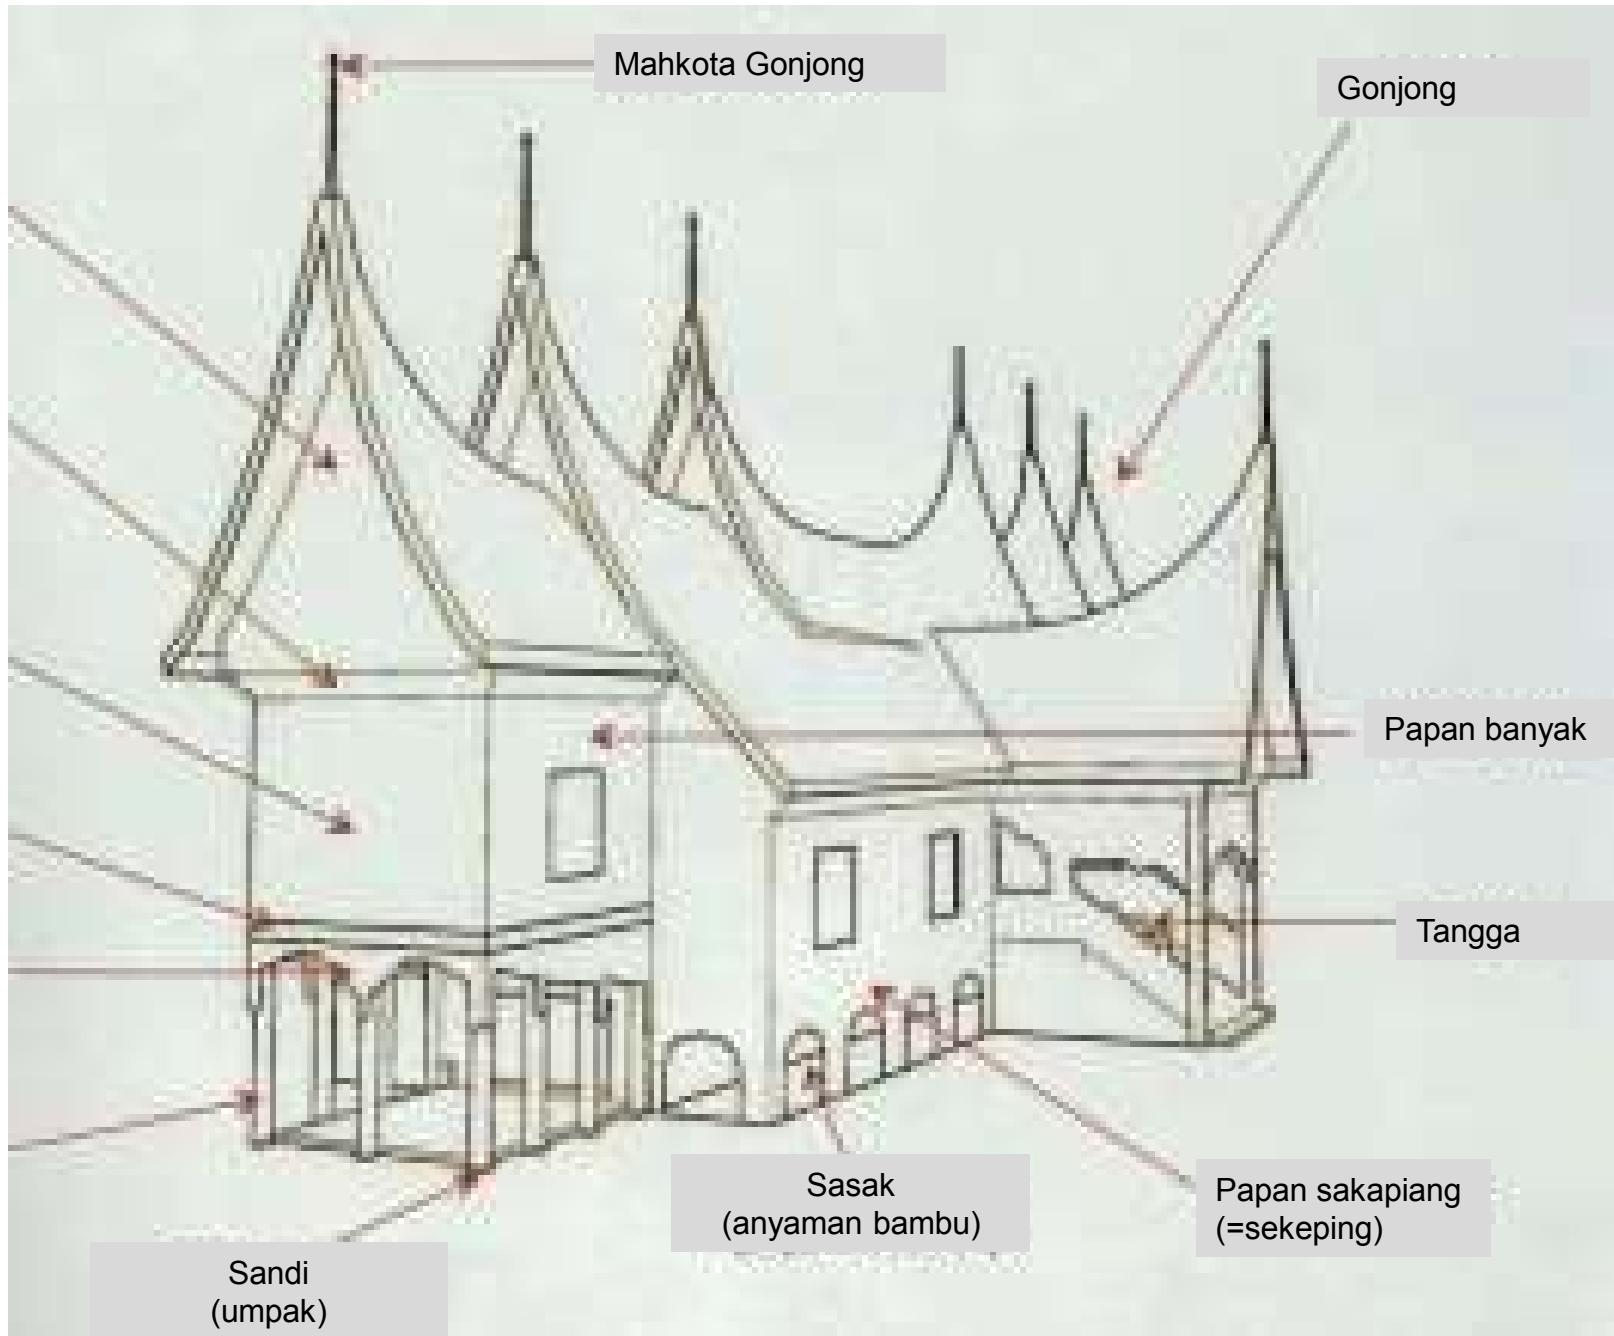 Mahkota Gonjong
Gonjong
Papan banyak
Tangga
Sasak
(anyaman bambu)
Papan sakapiang
(=sekeping)
Sandi
(umpak)